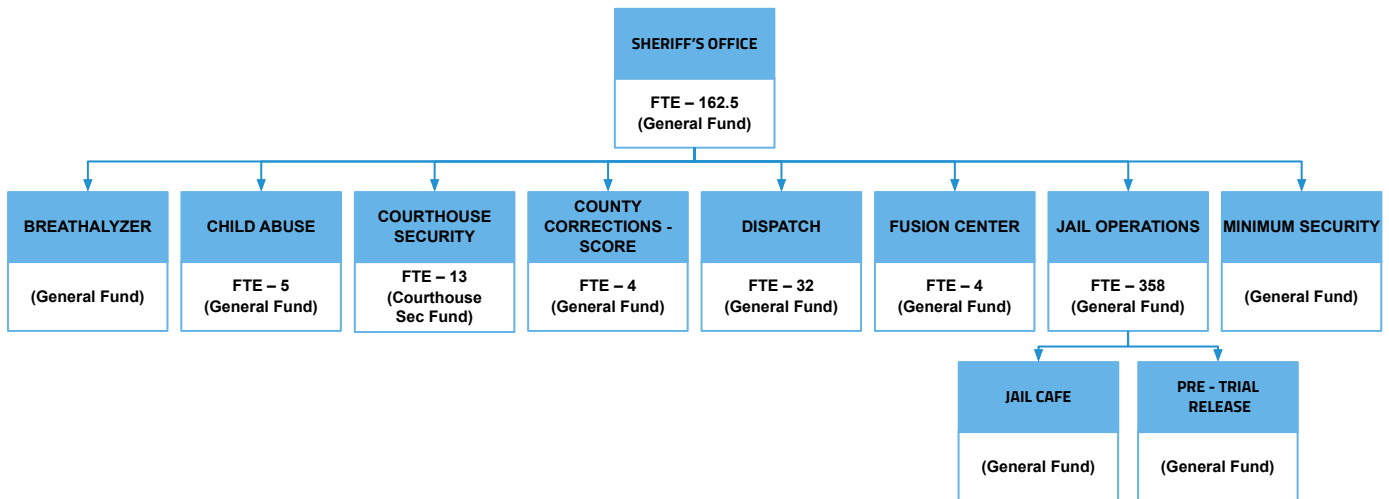 SHERIFF'S OFFICE
FTE – 162.5
(General Fund)
BREATHALYZER
(General Fund)
CHILD ABUSE
FTE – 5
(General Fund)
COURTHOUSE
SECURITY
FTE – 13
(Courthouse
Sec Fund)
COUNTY
CORRECTIONS -
SCORE
FTE – 4
(General Fund)
DISPATCH
FTE – 32
(General Fund)
FUSION CENTER
FTE – 4
(General Fund)
JAIL OPERATIONS
FTE – 358
(General Fund)
MINIMUM SECURITY
(General Fund)
JAIL CAFE
(General Fund)
PRE - TRIAL
RELEASE
(General Fund)